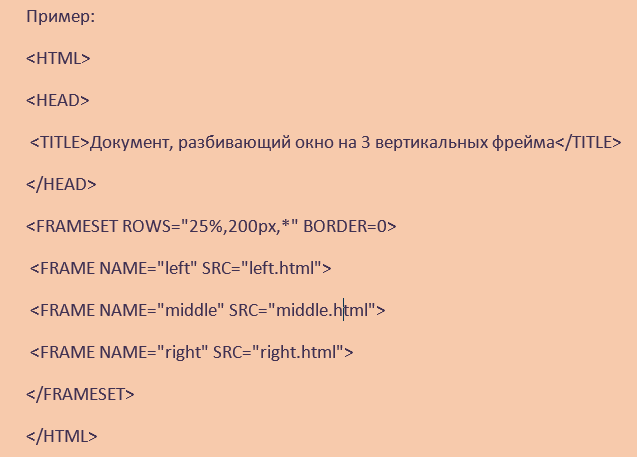 Пример:
<HTML>
<HEAD>
<TITLE>Документ, разбивающий окно на 3 вертикальных фрейма</TITLE>
</HEAD>
<FRAMESET ROWS="25%,200px,*" BORDER=0>
<FRAME NAME="left" SRC="left.html">
<FRAME NAME="middle" SRC="middle.html">
<FRAME NAME="right" SRC="right.html">
</FRAMESET>
</HTML>